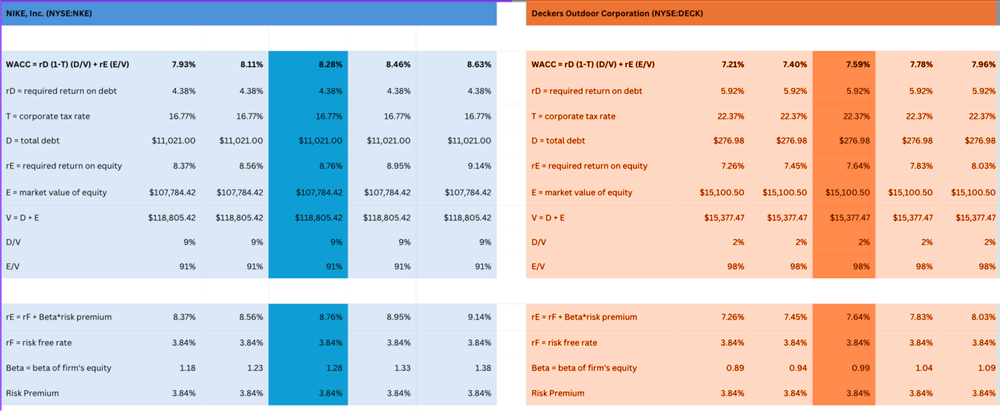 NIKE, Inc. (NYSE:NKE)
WACC = rD (1-T) (D/V) + rE (E/V) 7.93% 8.11% 8.28% 8.46% 8.63%
rD = required return on debt 4.38% 4.38% 4.38% 4.38% 4.38%
T = corporate tax rate 16.77% 16.77% 16.77% 16.77% 16.77%
D = total debt $11,021.00 $11,021.00 $11,021.00 $11,021.00 $11,021.00
rE = required return on equity 8.37% 8.56% 8.76% 8.95% 9.14%
E = market value of equity $107,784.42 $107,784.42 $107,784.42 $107,784.42 $107,784.42
V = D + E $118,805.42 $118,805.42 $118,805.42 $118,805.42 $118,805.42
D/V 9% 9% 9% 9% 9%
E/V 91% 91% 91% 91% 91%
rE = rF + Beta*risk premium 8.37% 8.56% 8.76% 8.95% 9.14%
rF = risk free rate 3.84% 3.84% 3.84% 3.84% 3.84%
Beta = beta of firm's equity 1.18 1.23 1.28 1.33 1.38
Risk Premium 3.84% 3.84% 3.84% 3.84% 3.84%
Deckers Outdoor Corporation (NYSE:DECK)
WACC = rD (1-T) (D/V) + rE (E/V) 7.21% 7.40% 7.59% 7.78% 7.96%
rD = required return on debt 5.92% 5.92% 5.92% 5.92% 5.92%
T = corporate tax rate 22.37% 22.37% 22.37% 22.37% 22.37%
D = total debt $276.98 $276.98 $276.98 $276.98 $276.98
rE = required return on equity 7.26% 7.45% 7.64% 7.83% 8.03%
E = market value of equity $15,100.50 $15,100.50 $15,100.50 $15,100.50 $15,100.50
V = D + E $15,377.47 $15,377.47 $15,377.47 $15,377.47 $15,377.47
D/V 2% 2% 2% 2% 2%
E/V 98% 98% 98% 98% 98%
rE = rF + Beta*risk premium 7.26% 7.45% 7.64% 7.83% 8.03%
rF = risk free rate 3.84% 3.84% 3.84% 3.84% 3.84%
Beta = beta of firm's equity 0.89 0.94 0.99 1.04 1.09
Risk Premium 3.84% 3.84% 3.84% 3.84% 3.84%